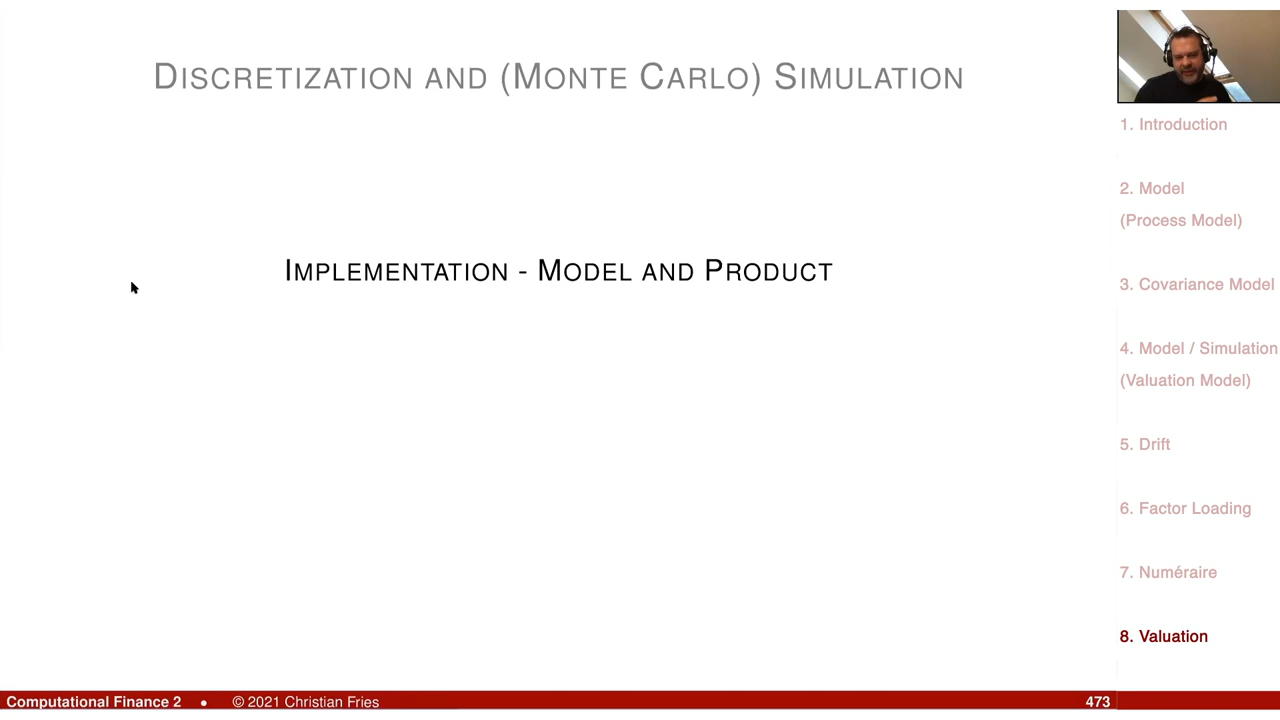 DISCRETIZATION AND (MONTE CARLO) SIMULATION
IMPLEMENTATION - MODEL AND PRODUCT
1. Introduction
2. Model
(Process Model)
3. Covariance Model
4. Model / Simulation
(Valuation Model)
5. Drift
6. Factor Loading
7. Numéraire
8. Valuation
Computational Finance 2 • © 2021 Christian Fries 473